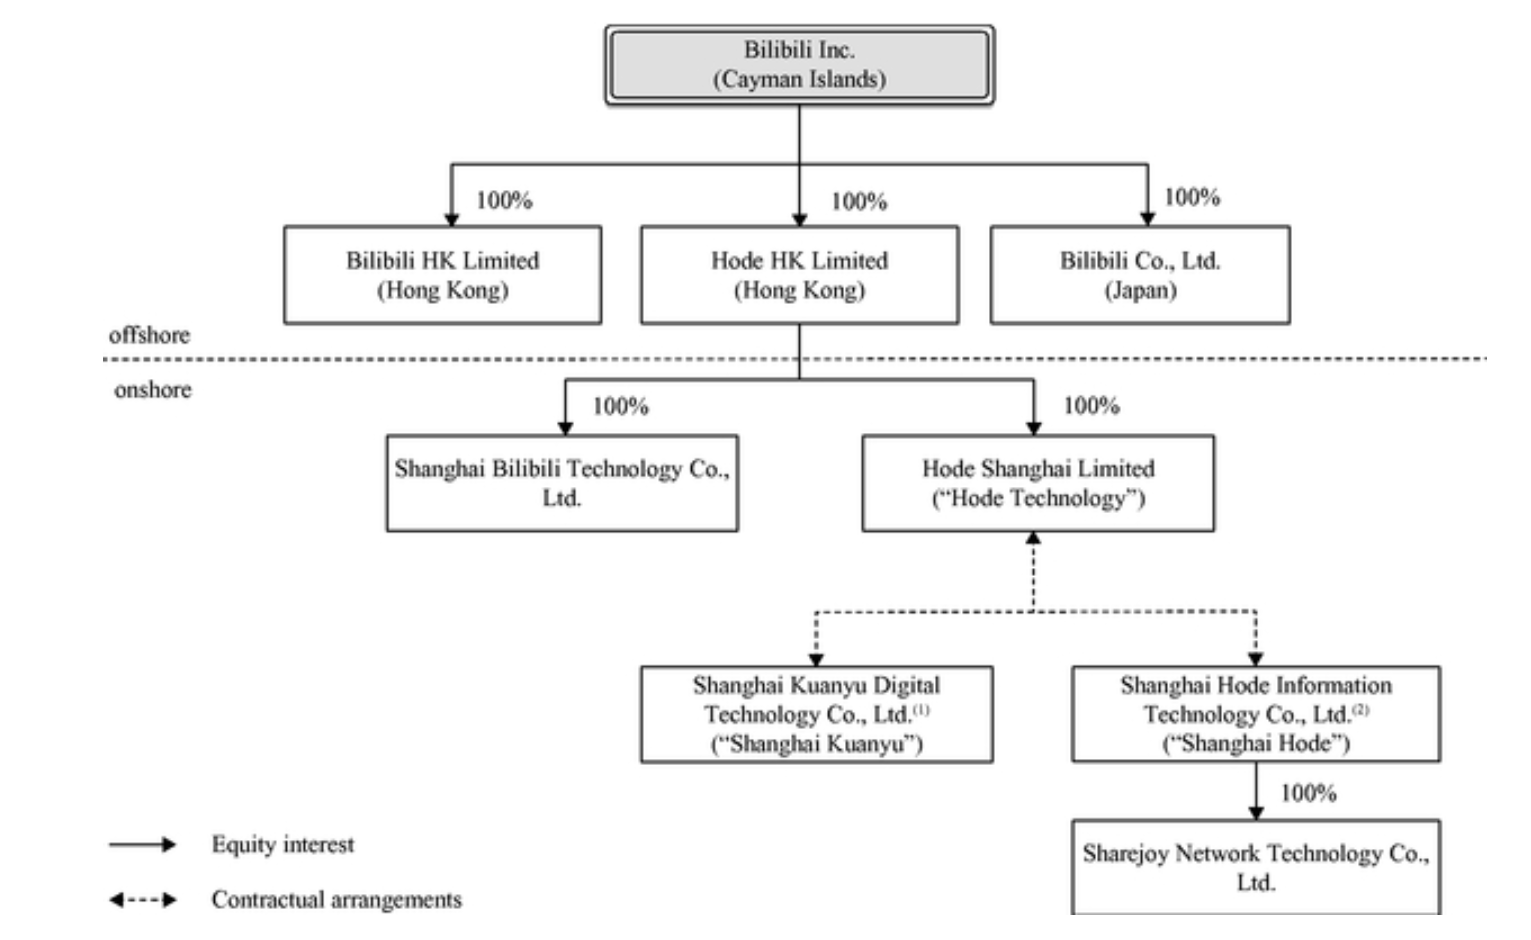 Bilibili Inc.
(Cayman Islands)
100%
100%
100%
Bilibili HK Limited
(Hong Kong)
Hode HK Limited
(Hong Kong)
Bilibili Co., Ltd.
(Japan)
offshore
onshore
100%
100%
Shanghai Bilibili Technology Co.,
Ltd.
Hode Shanghai Limited
(“Hode Technology”)
Shanghai Kuanyu Digital
Technology Co., Ltd.(1)
(“Shanghai Kuanyu”)
Shanghai Hode Information
Technology Co., Ltd.(2)
(“Shanghai Hode”)
100%
Sharejoy Network Technology Co.,
Ltd.
Equity interest
Contractual arrangements